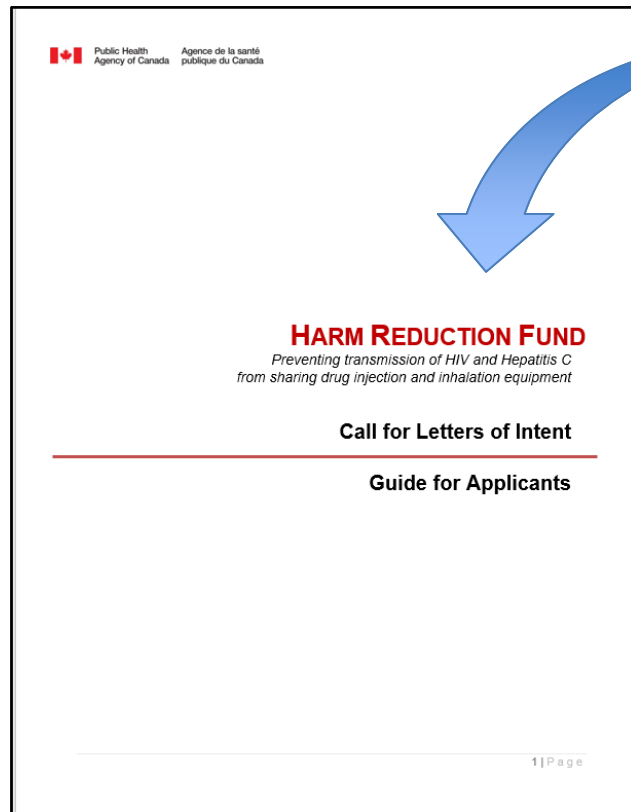 Public Health Agence de la santé
Agency of Canada publique du Canada
HARM REDUCTION FUND
Preventing transmission of HIV and Hepatitis C
from sharing drug injection and inhalation equipment
Call for Letters of Intent
Guide for Applicants
1 | Page